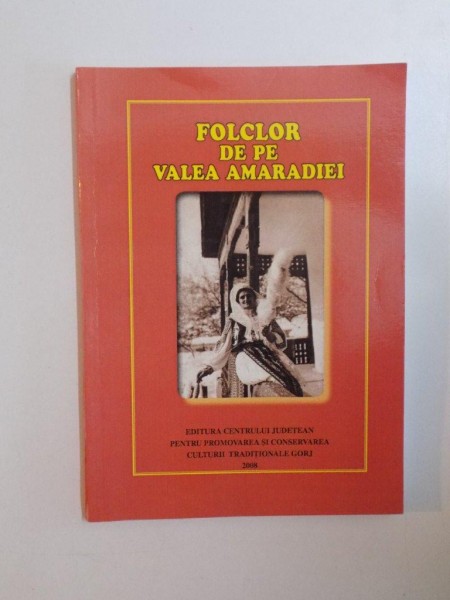 FOLCLOR
DE PE
VALEA AMARADIEI
EDITURA CENTRULUI JUDEȚEAN
PENTRU PROMOVAREA ȘI CONSERVAREA
CULTURII TRADIȚIONALE GORJ
2008